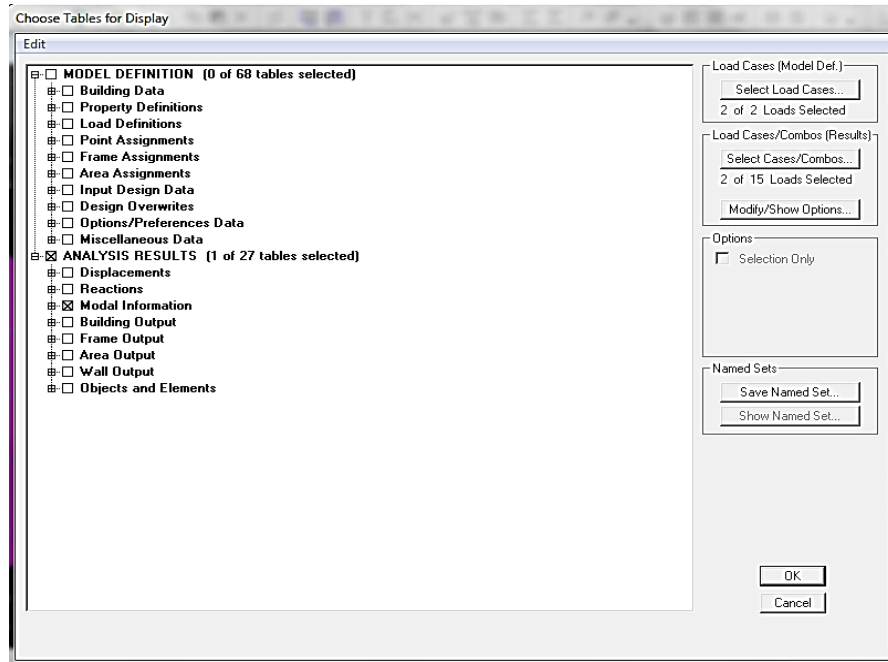 Choose Tables for Display
Edit
MODEL DEFINITION (0 of 68 tables selected)
Building Data
Property Definitions
Load Definitions
Point Assignments
Frame Assignments
Area Assignments
Input Design Data
Design Overwrites
Options/Preferences Data
Miscellaneous Data
ANALYSIS RESULTS (1 of 27 tables selected)
Displacements
Reactions
Modal Information
Building Output
Frame Output
Area Output
Wall Output
Objects and Elements
Load Cases (Model Def.)
Select Load Cases...
2 of 2 Loads Selected
Load Cases/Combos (Results)
Select Cases/Combos...
2 of 15 Loads Selected
Modify/Show Options...
Options
Selection Only
Named Sets
Save Named Set...
Show Named Set...
OK
Cancel